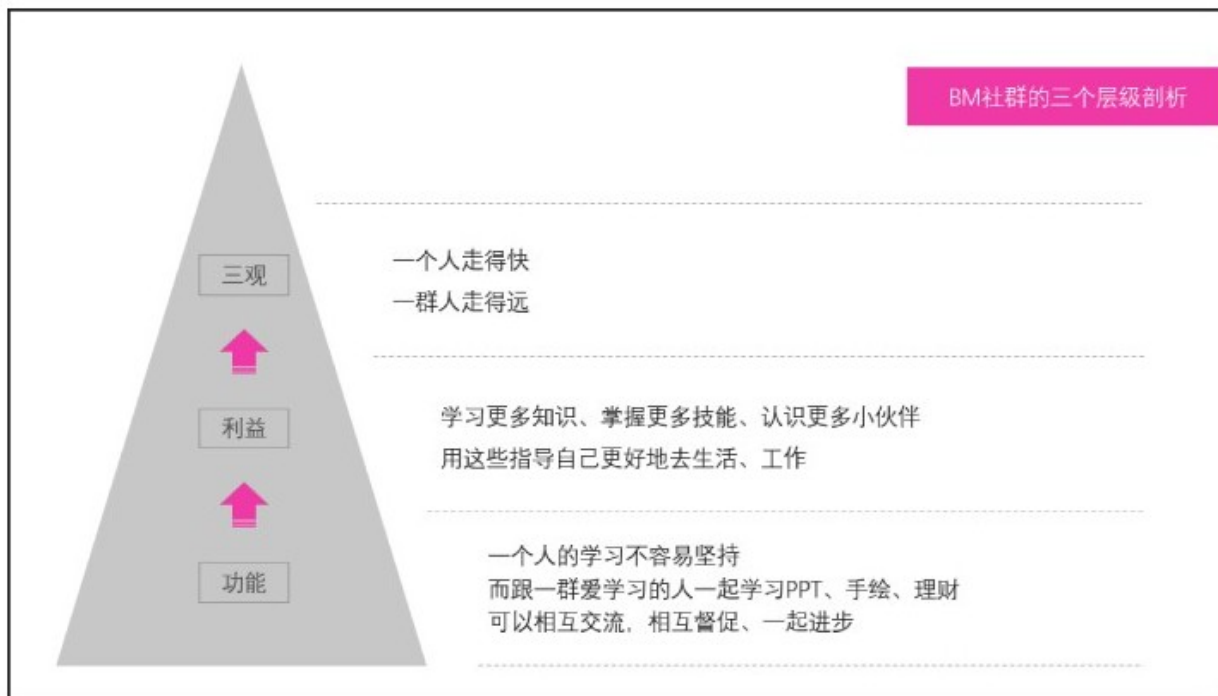 BM社群的三个层级剖析
三观
一个人走得快
一群人走得远
利益
学习更多知识、掌握更多技能、认识更多小伙伴
用这些指导自己更好地去生活、工作
功能
一个人的学习不容易坚持
而跟一群爱学习的人一起学习PPT、手绘、理财
可以相互交流，相互督促、一起进步